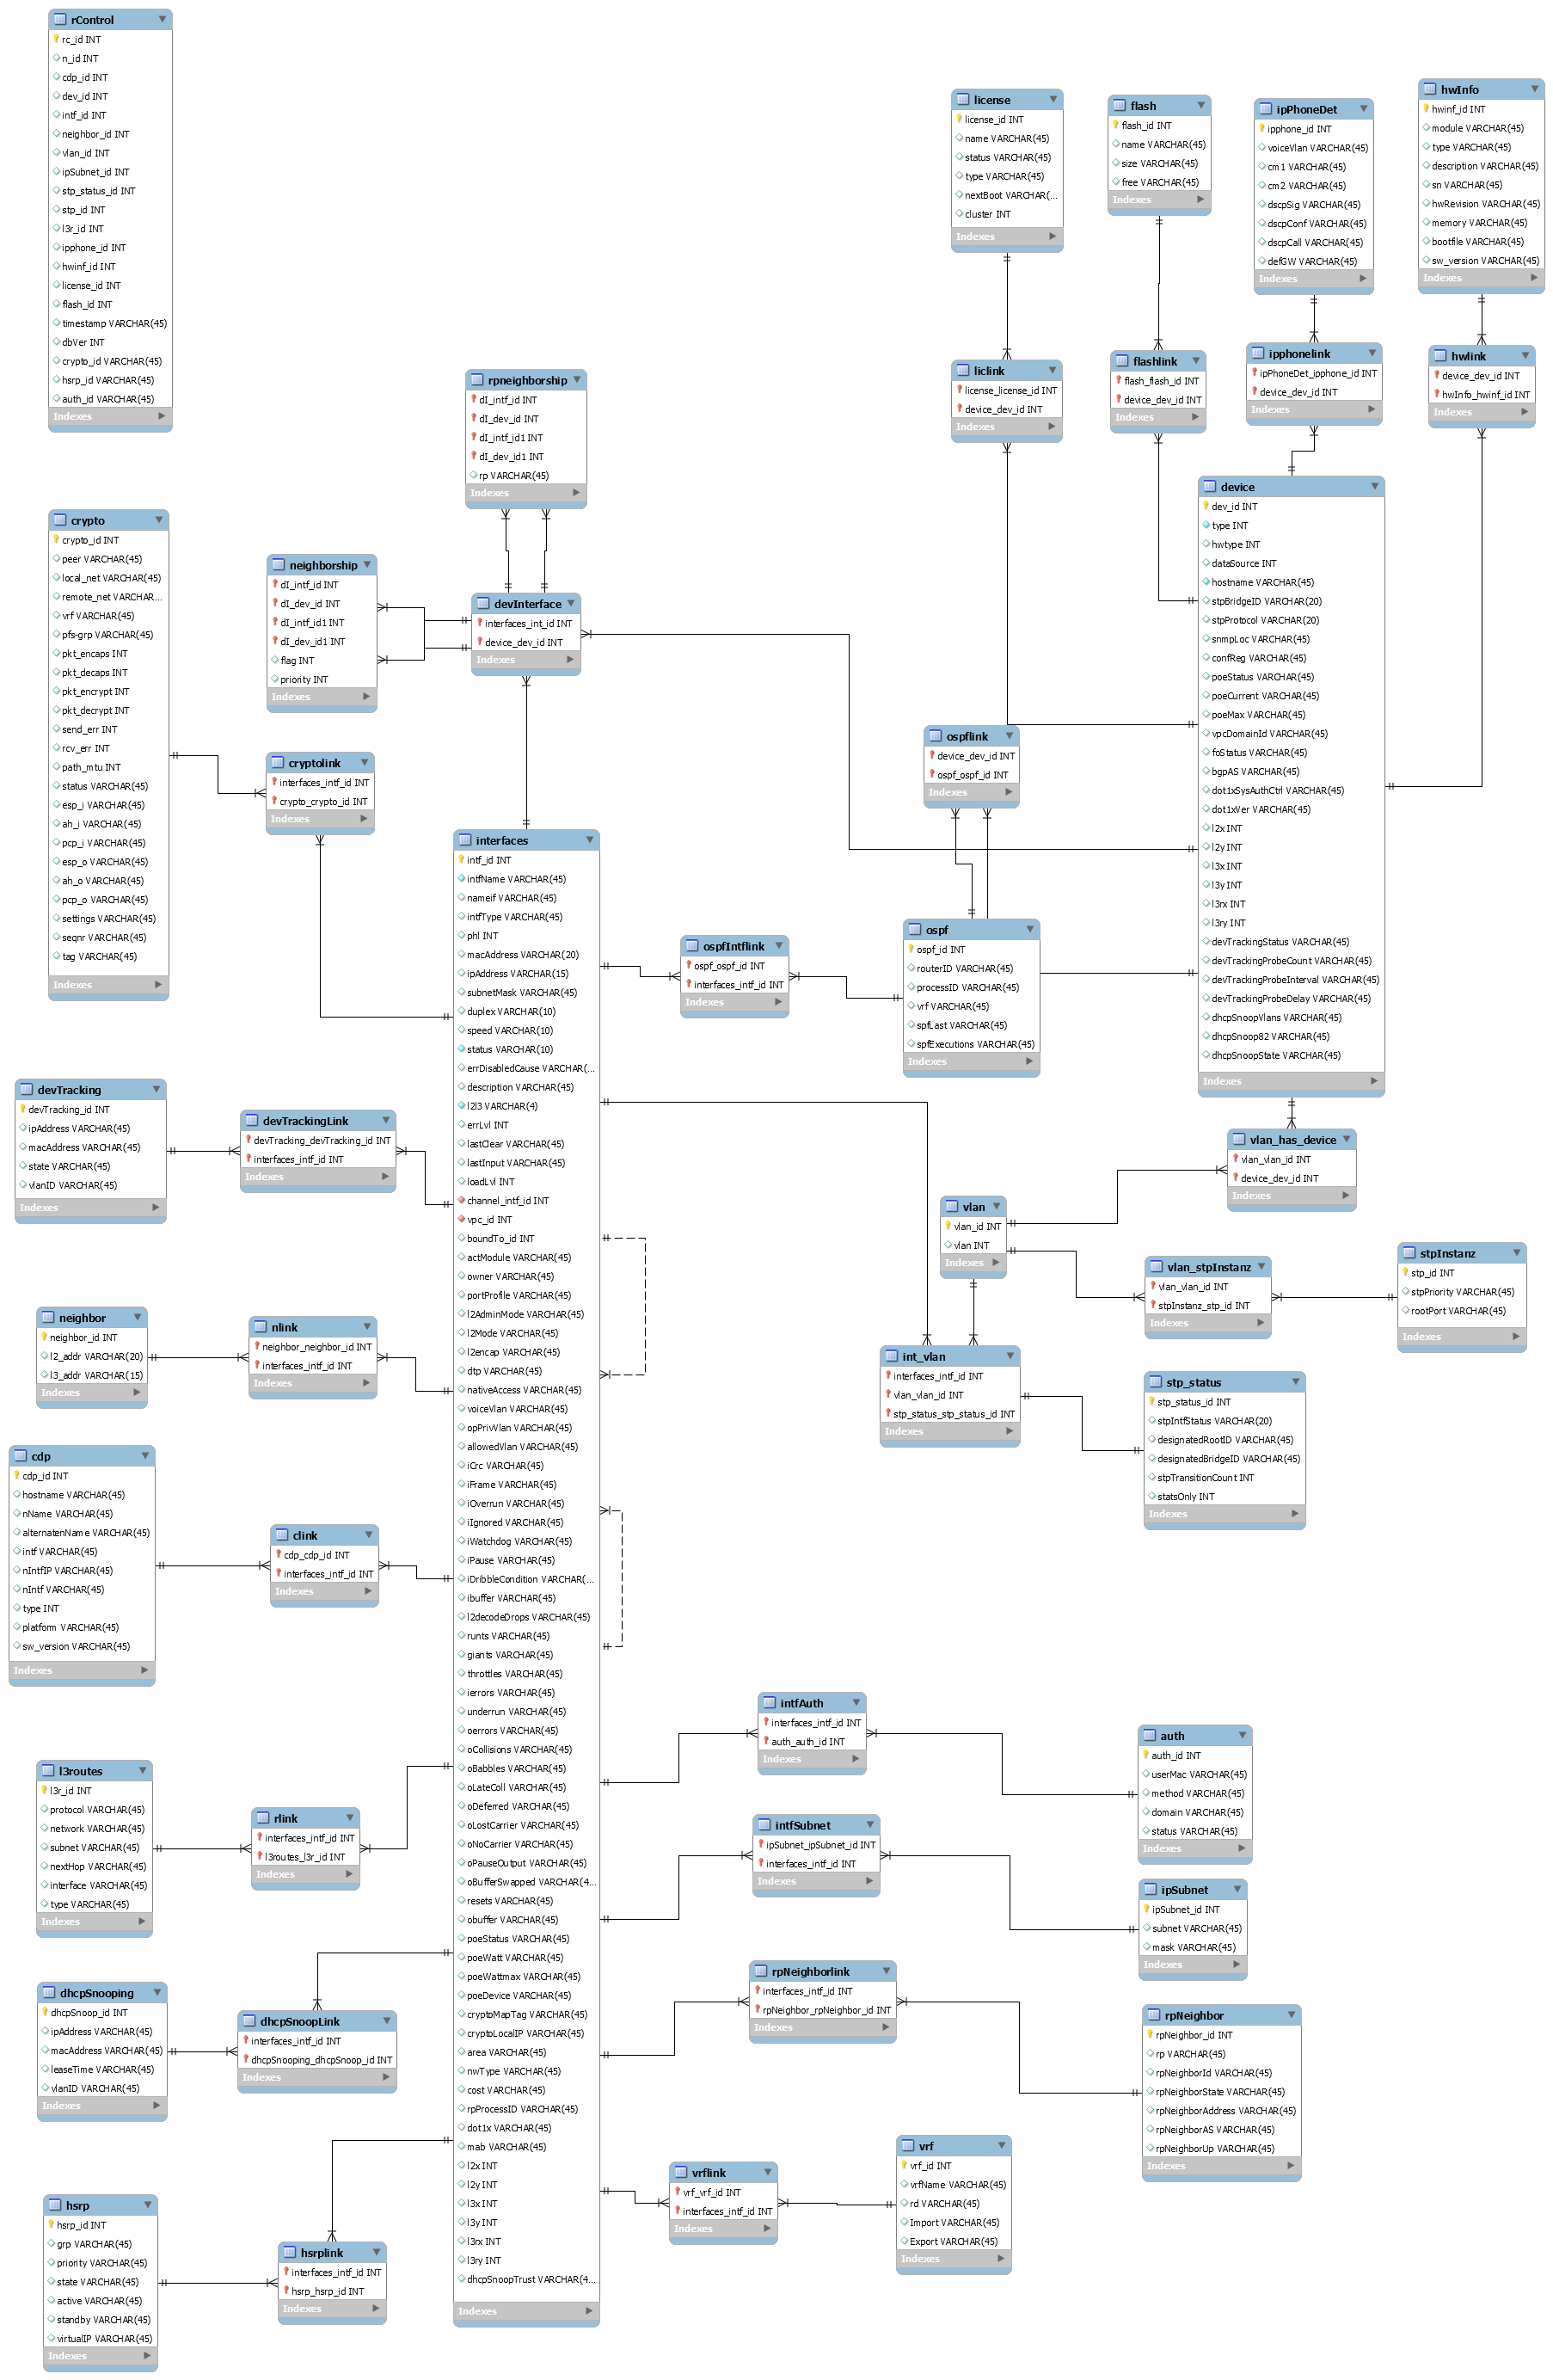 rControl
rc_id INT
n_id INT
cdp_id INT
dev_id INT
intf_id INT
neighbor_id INT
vlan_id INT
ipSubnet_id INT
stp_status_id INT
stp_id INT
l3r_id INT
ipphone_id INT
hwinf_id INT
license_id INT
flash_id INT
timestamp VARCHAR(45)
dbVer INT
crypto_id VARCHAR(45)
hsrp_id VARCHAR(45)
auth_id VARCHAR(45)
Indexes
license
license_id INT
name VARCHAR(45)
status VARCHAR(45)
type VARCHAR(45)
nextBoot VARCHAR(...
cluster INT
Indexes
flash
flash_id INT
name VARCHAR(45)
size VARCHAR(45)
free VARCHAR(45)
Indexes
ipPhoneDet
ipphone_id INT
voiceVlan VARCHAR(45)
cm1 VARCHAR(45)
cm2 VARCHAR(45)
dscpSig VARCHAR(45)
dscpConf VARCHAR(45)
dscpCall VARCHAR(45)
defGW VARCHAR(45)
Indexes
hwInfo
hwinf_id INT
module VARCHAR(45)
type VARCHAR(45)
description VARCHAR(45)
sn VARCHAR(45)
hwRevision VARCHAR(45)
memory VARCHAR(45)
bootfile VARCHAR(45)
sw_version VARCHAR(45)
Indexes
liclink
license_license_id INT
device_dev_id INT
Indexes
flashlink
flash_flash_id INT
device_dev_id INT
Indexes
ipphonelink
ipPhoneDet_ipphone_id INT
device_dev_id INT
Indexes
hwlink
device_dev_id INT
hwInfo_hwinf_id INT
Indexes
rpneighborship
dI_intf_id INT
dI_dev_id INT
dI_intf_id1 INT
dI_dev_id1 INT
rp VARCHAR(45)
Indexes
device
dev_id INT
type INT
hwtype INT
dataSource INT
hostname VARCHAR(45)
stpBridgeID VARCHAR(20)
stpProtocol VARCHAR(20)
snmpLoc VARCHAR(45)
confReg VARCHAR(45)
poeStatus VARCHAR(45)
poeCurrent VARCHAR(45)
poeMax VARCHAR(45)
vpcDomainId VARCHAR(45)
foStatus VARCHAR(45)
bgpAS VARCHAR(45)
dot1xSysAuthCtrl VARCHAR(45)
dot1xVer VARCHAR(45)
l2x INT
l2y INT
l3x INT
l3y INT
l3rx INT
l3ry INT
devTrackingStatus VARCHAR(45)
devTrackingProbeCount VARCHAR(45)
devTrackingProbeInterval VARCHAR(45)
devTrackingProbeDelay VARCHAR(45)
dhcpSnoopVlans VARCHAR(45)
dhcpSnoop82 VARCHAR(45)
dhcpSnoopState VARCHAR(45)
Indexes
crypto
crypto_id INT
peer VARCHAR(45)
local_net VARCHAR(45)
remote_net VARCHAR...
vrf VARCHAR(45)
pfs-grp VARCHAR(45)
pkt_encaps INT
pkt_decaps INT
pkt_encrypt INT
pkt_decrypt INT
send_err INT
rcv_err INT
path_mtu INT
status VARCHAR(45)
esp_i VARCHAR(45)
ah_i VARCHAR(45)
pcp_i VARCHAR(45)
esp_o VARCHAR(45)
ah_o VARCHAR(45)
pcp_o VARCHAR(45)
settings VARCHAR(45)
seqnr VARCHAR(45)
tag VARCHAR(45)
Indexes
neighborship
dI_intf_id INT
dI_dev_id INT
dI_intf_id1 INT
dI_dev_id1 INT
flag INT
priority INT
Indexes
devInterface
interfaces_int_id INT
device_dev_id INT
Indexes
cryptolink
interfaces_intf_id INT
crypto_crypto_id INT
Indexes
ospflink
device_dev_id INT
ospf_ospf_id INT
Indexes
interfaces
intf_id INT
intfName VARCHAR(45)
nameif VARCHAR(45)
intfType VARCHAR(45)
phl INT
macAddress VARCHAR(20)
ipAddress VARCHAR(15)
subnetMask VARCHAR(45)
duplex VARCHAR(10)
speed VARCHAR(10)
status VARCHAR(10)
errDisabledCause VARCHAR(...
description VARCHAR(45)
l2l3 VARCHAR(4)
errLvl INT
lastClear VARCHAR(45)
lastInput VARCHAR(45)
loadLvl INT
channel_intf_id INT
vpc_id INT
boundTo_id INT
actModule VARCHAR(45)
owner VARCHAR(45)
portProfile VARCHAR(45)
l2AdminMode VARCHAR(45)
l2Mode VARCHAR(45)
l2encap VARCHAR(45)
dtp VARCHAR(45)
nativeAccess VARCHAR(45)
voiceVlan VARCHAR(45)
opPrivVlan VARCHAR(45)
allowedVlan VARCHAR(45)
iCrc VARCHAR(45)
iFrame VARCHAR(45)
iOverrun VARCHAR(45)
iIgnored VARCHAR(45)
iWatchdog VARCHAR(45)
iPause VARCHAR(45)
iDribbleCondition VARCHAR(...
ibuffer VARCHAR(45)
l2decodeDrops VARCHAR(45)
runts VARCHAR(45)
giants VARCHAR(45)
throttles VARCHAR(45)
ierrors VARCHAR(45)
underrun VARCHAR(45)
oerrors VARCHAR(45)
oCollisions VARCHAR(45)
oBabbles VARCHAR(45)
oLateColl VARCHAR(45)
oDeferred VARCHAR(45)
oLostCarrier VARCHAR(45)
oNoCarrier VARCHAR(45)
oPauseOutput VARCHAR(45)
oBufferSwapped VARCHAR(4...
resets VARCHAR(45)
obuffer VARCHAR(45)
poeStatus VARCHAR(45)
poeWatt VARCHAR(45)
poeWattmax VARCHAR(45)
poeDevice VARCHAR(45)
cryptoMapTag VARCHAR(45)
cryptoLocalIP VARCHAR(45)
area VARCHAR(45)
nwType VARCHAR(45)
cost VARCHAR(45)
rpProcessID VARCHAR(45)
dot1x VARCHAR(45)
mab VARCHAR(45)
l2x INT
l2y INT
l3x INT
l3y INT
l3rx INT
l3ry INT
dhcpSnoopTrust VARCHAR(4...
Indexes
ospfIntflink
ospf_ospf_id INT
interfaces_intf_id INT
Indexes
ospf
ospf_id INT
routerID VARCHAR(45)
processID VARCHAR(45)
vrf VARCHAR(45)
spfLast VARCHAR(45)
spfExecutions VARCHAR(45)
Indexes
devTracking
devTracking_id INT
ipAddress VARCHAR(45)
macAddress VARCHAR(45)
state VARCHAR(45)
vlanID VARCHAR(45)
Indexes
devTrackingLink
devTracking_devTracking_id INT
interfaces_intf_id INT
Indexes
vlan_has_device
vlan_vlan_id INT
device_dev_id INT
Indexes
vlan
vlan_id INT
vlan INT
Indexes
vlan_stpInstanz
vlan_vlan_id INT
stpInstanz_stp_id INT
Indexes
stpInstanz
stp_id INT
stpPriority VARCHAR(45)
rootPort VARCHAR(45)
Indexes
neighbor
neighbor_id INT
l2_addr VARCHAR(20)
l3_addr VARCHAR(15)
Indexes
nlink
neighbor_neighbor_id INT
interfaces_intf_id INT
Indexes
int_vlan
interfaces_intf_id INT
vlan_vlan_id INT
stp_status_stp_status_id INT
Indexes
stp_status
stp_status_id INT
stpIntfStatus VARCHAR(20)
designatedRootID VARCHAR(45)
designatedBridgeID VARCHAR(45)
stpTransitionCount INT
statsOnly INT
Indexes
cdp
cdp_id INT
hostname VARCHAR(45)
nName VARCHAR(45)
alternatenName VARCHAR(45)
intf VARCHAR(45)
nIntfIP VARCHAR(45)
nIntf VARCHAR(45)
type INT
platform VARCHAR(45)
sw_version VARCHAR(45)
Indexes
clink
cdp_cdp_id INT
interfaces_intf_id INT
Indexes
intfAuth
interfaces_intf_id INT
auth_auth_id INT
Indexes
auth
auth_id INT
userMac VARCHAR(45)
method VARCHAR(45)
domain VARCHAR(45)
status VARCHAR(45)
Indexes
l3routes
l3r_id INT
protocol VARCHAR(45)
network VARCHAR(45)
subnet VARCHAR(45)
nextHop VARCHAR(45)
interface VARCHAR(45)
type VARCHAR(45)
Indexes
rlink
interfaces_intf_id INT
l3routes_l3r_id INT
Indexes
intfSubnet
ipSubnet_ipSubnet_id INT
interfaces_intf_id INT
Indexes
ipSubnet
ipSubnet_id INT
subnet VARCHAR(45)
mask VARCHAR(45)
Indexes
dhcpSnooping
dhcpSnoop_id INT
ipAddress VARCHAR(45)
macAddress VARCHAR(45)
leaseTime VARCHAR(45)
vlanID VARCHAR(45)
Indexes
dhcpSnoopLink
interfaces_intf_id INT
dhcpSnooping_dhcpSnoop_id INT
Indexes
rpNeighborlink
interfaces_intf_id INT
rpNeighbor_rpNeighbor_id INT
Indexes
rpNeighbor
rpNeighbor_id INT
rp VARCHAR(45)
rpNeighborId VARCHAR(45)
rpNeighborState VARCHAR(45)
rpNeighborAddress VARCHAR(45)
rpNeighborAS VARCHAR(45)
rpNeighborUp VARCHAR(45)
Indexes
hsrp
hsrp_id INT
grp VARCHAR(45)
priority VARCHAR(45)
state VARCHAR(45)
active VARCHAR(45)
standby VARCHAR(45)
virtualIP VARCHAR(45)
Indexes
hsrplink
interfaces_intf_id INT
hsrp_hsrp_id INT
Indexes
vrflink
vrf_vrf_id INT
interfaces_intf_id INT
Indexes
vrf
vrf_id INT
vrfName VARCHAR(45)
rd VARCHAR(45)
Import VARCHAR(45)
Export VARCHAR(45)
Indexes